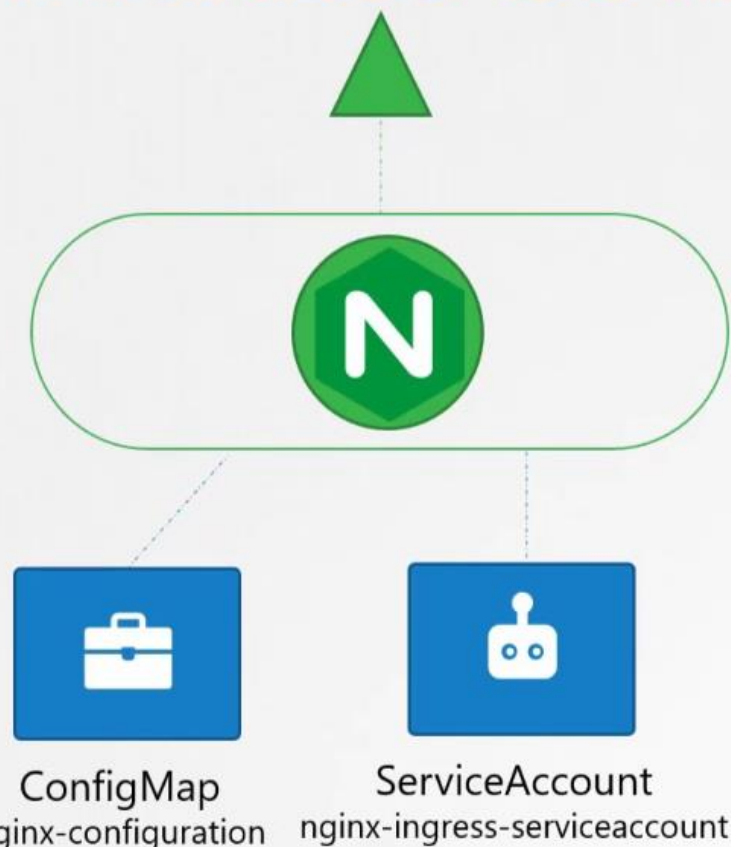 N
ConfigMap
ginx-configuration
ServiceAccount
nginx-ingress-serviceaccount